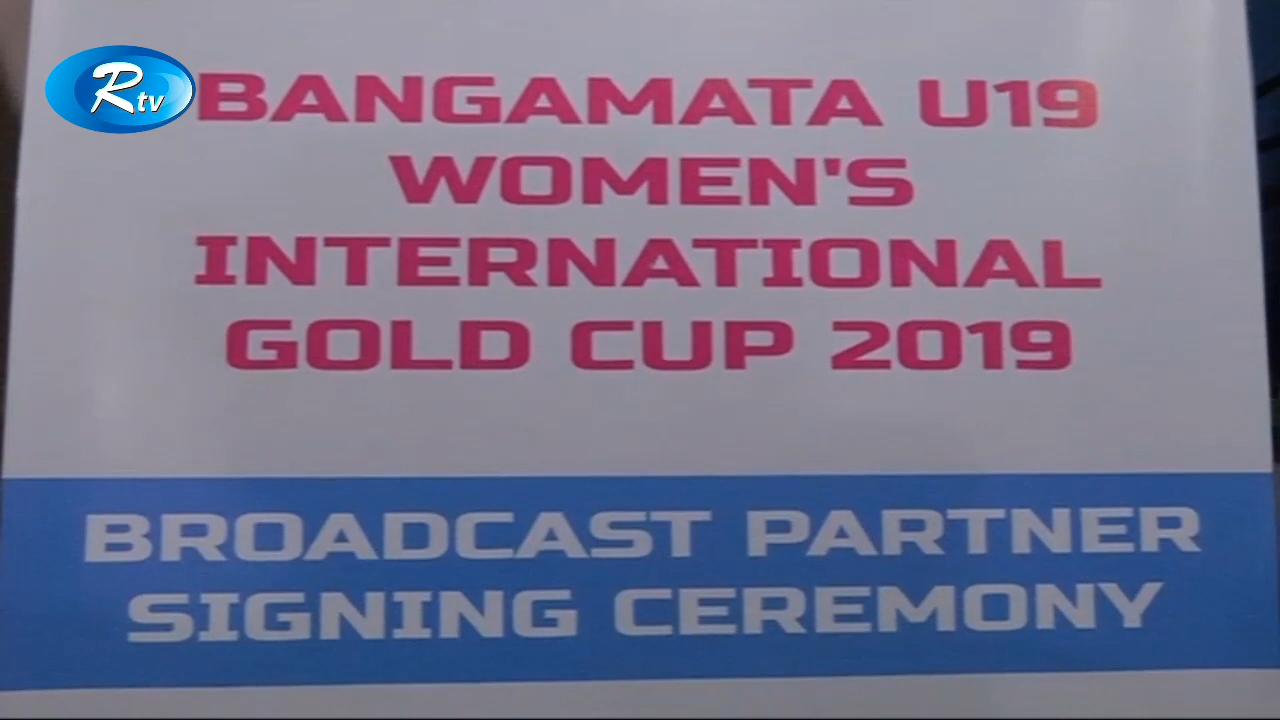 Rtv
BANGAMATA U19
WOMEN'S
INTERNATIONAL
GOLD CUP 2019
BROADCAST PARTNER
SIGNING CEREMONY